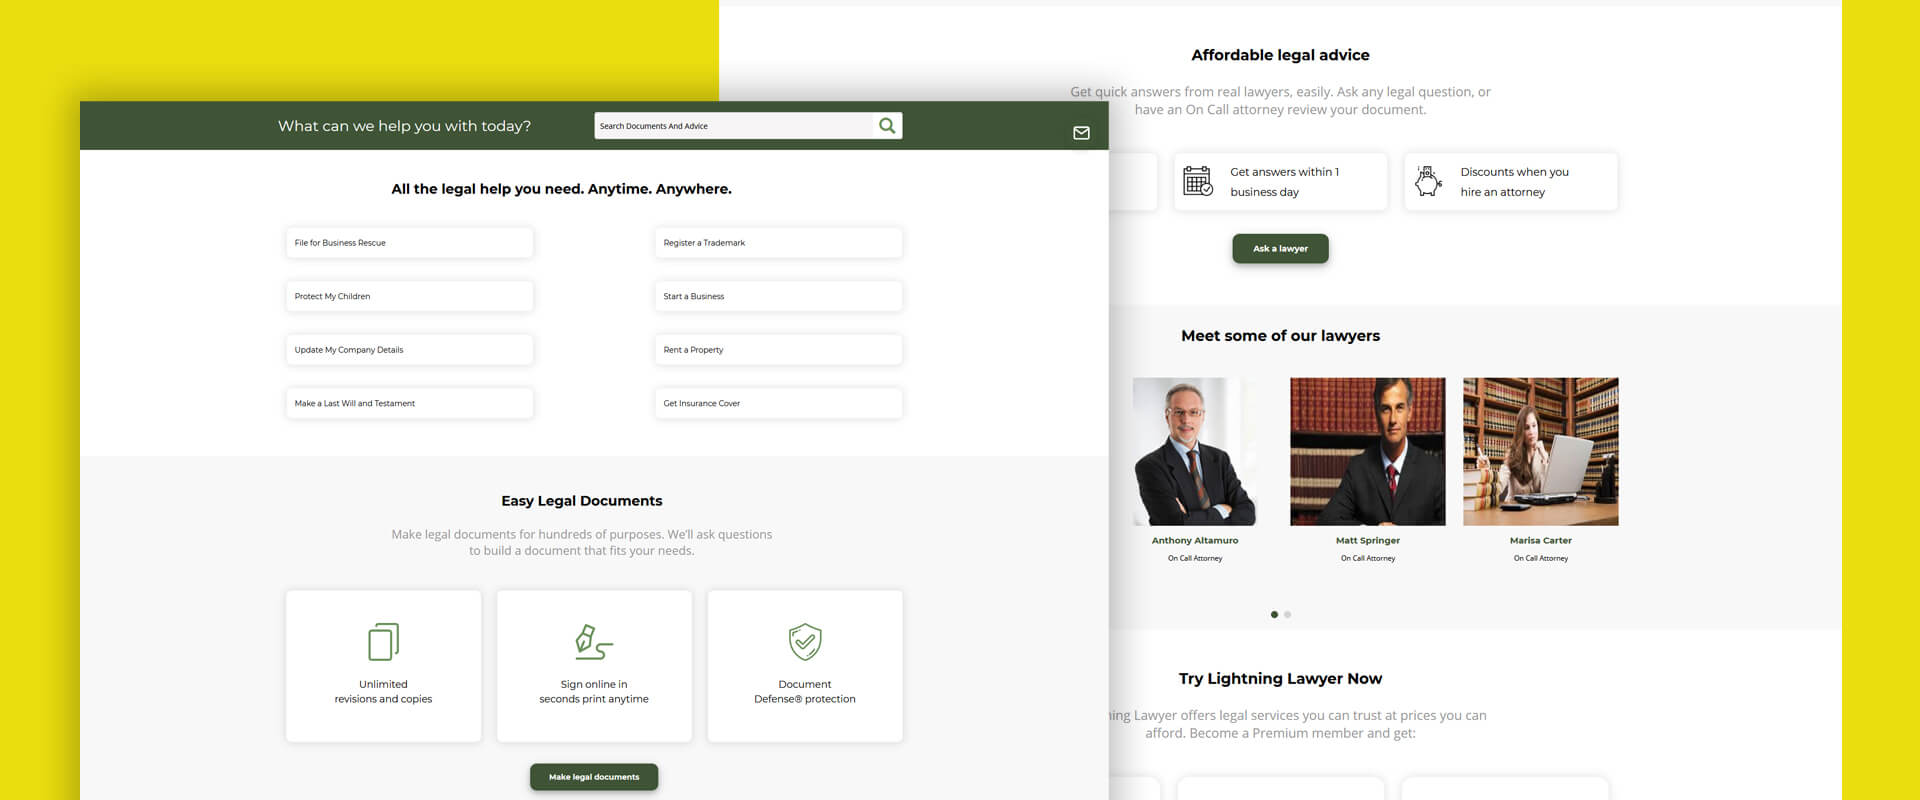 What can we help you with today?
Search Documents And Advice
All the legal help you need. Anytime. Anywhere.
File for Business Rescue
Register a Trademark
Protect My Children
Start a Business
Update My Company Details
Rent a Property
Make a Last Will and Testament
Get Insurance Cover
Easy Legal Documents
Make legal documents for hundreds of purposes. We'll ask questions
to build a document that fits your needs.
Unlimited
revisions and copies
Sign online in
seconds print anytime
Document
Defense® protection
Make legal documents
Affordable legal advice
Get quick answers from real lawyers, easily. Ask any legal question, or
have an On Call attorney review your document.
Get answers within 1
business day
Discounts when you
hire an attorney
Ask a lawyer
Meet some of our lawyers
Anthony Altamuro
On Call Attorney
Matt Springer
On Call Attorney
Marisa Carter
On Call Attorney
Try Lightning Lawyer Now
Lawyer offers legal services you can trust at prices you can
afford. Become a Premium member and get: